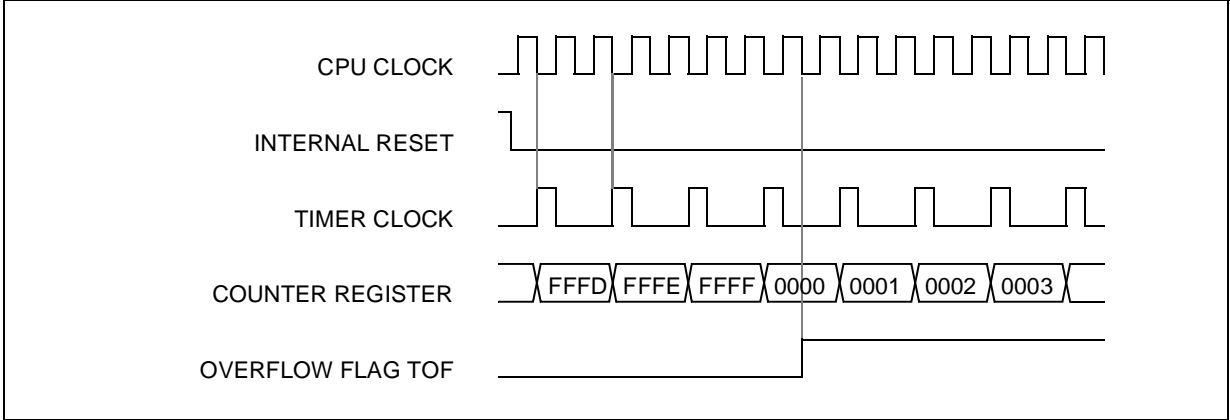 CPU CLOCK
INTERNAL RESET
TIMER CLOCK
COUNTER REGISTER
FFFD FFFE FFFF 0000 0001 0002 0003
OVERFLOW FLAG TOF